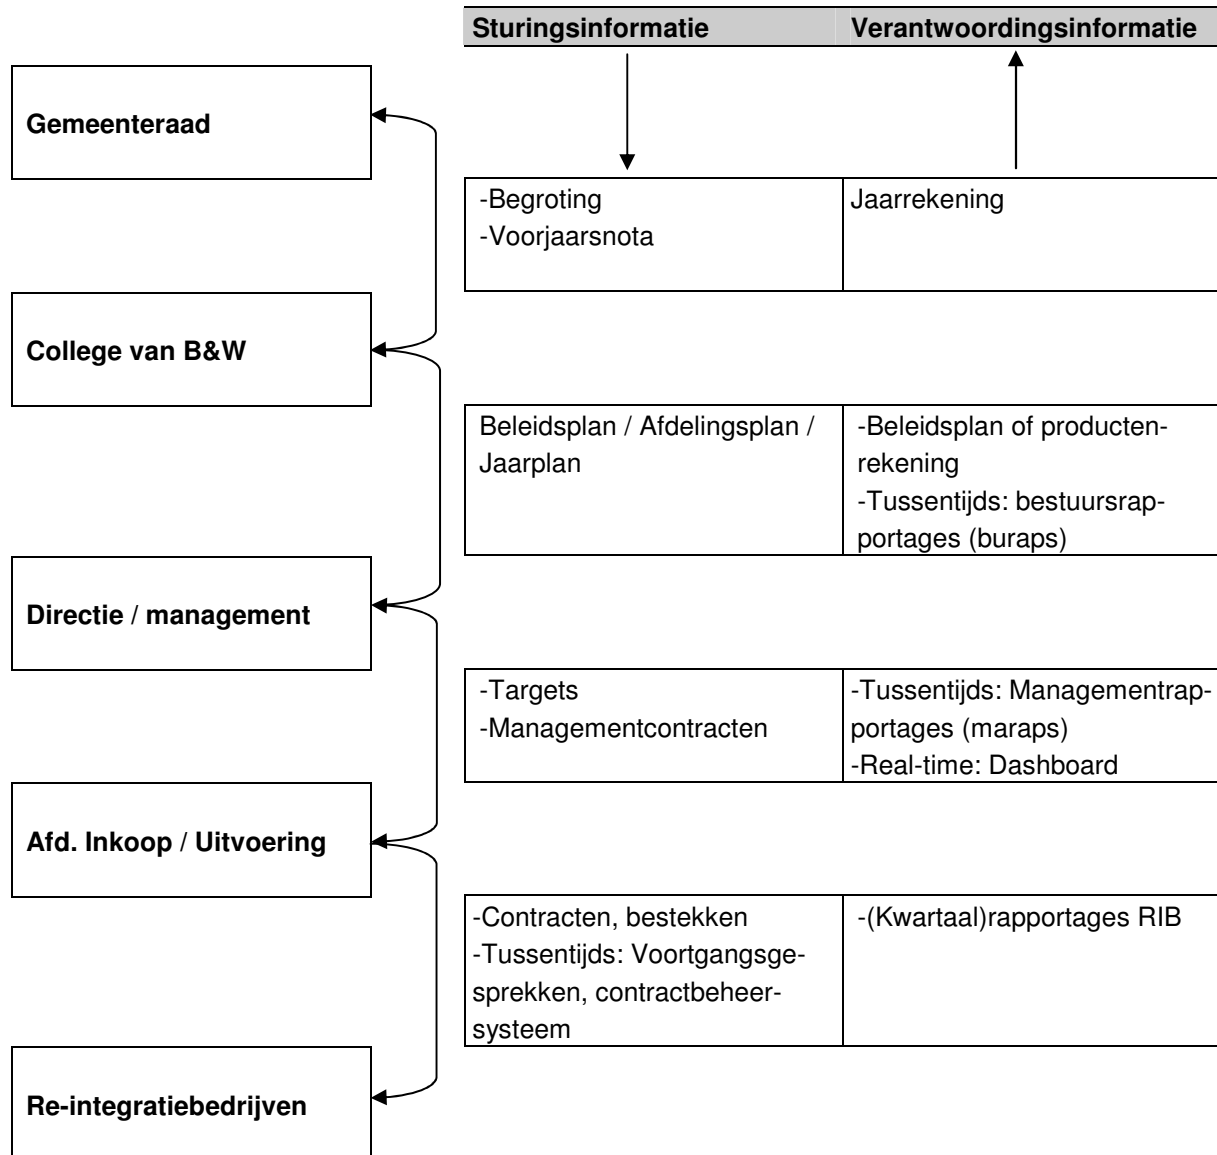 Sturingsinformatie Verantwoordingsinformatie
Gemeenteraad
-Begroting
-Voorjaarsnota
Jaarrekening
College van B&W
Beleidsplan / Afdelingsplan /
Jaarplan
-Beleidsplan of producten-
rekening
-Tussentijds: bestuursrap-
portages (buraps)
Directie / management
-Targets
-Managementcontracten
-Tussentijds: Managementrap-
portages (maraps)
-Real-time: Dashboard
Afd. Inkoop / Uitvoering
-Contracten, bestekken
-Tussentijds: Voortgangsge-
sprekken, contractbeheer-
systeem
-(Kwartaal)rapportages RIB
Re-integratiebedrijven